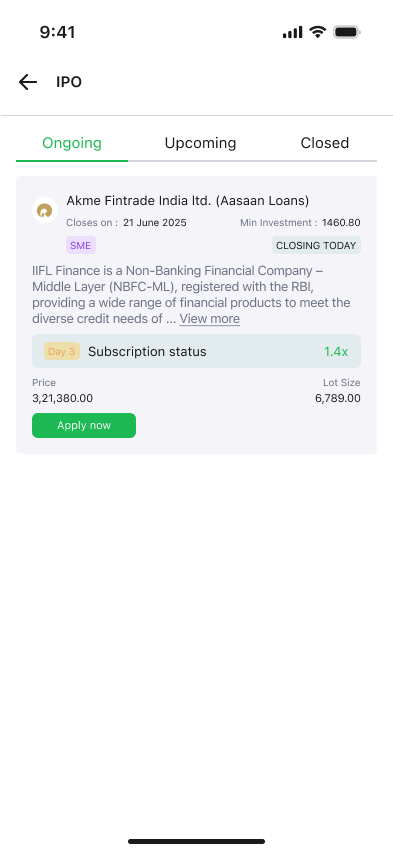 9:41
IPO
Ongoing Upcoming Closed
Akme Fintrade India ltd. (Aasaan Loans)
Closes on : 21 June 2025 Min Investment : 1460.80
SME CLOSING TODAY
IIFL Finance is a Non-Banking Financial Company –
Middle Layer (NBFC-ML), registered with the RBI,
providing a wide range of financial products to meet the
diverse credit needs of ... View more
Day 3 Subscription status 1.4x
Price Lot Size
3,21,380.00 6,789.00
Apply now